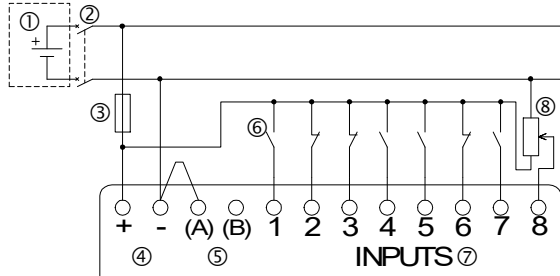 ① ②
+
③
⑥ ⑧
+ - (A) (B) 1 2 3 4 5 6 7 8
④ ⑤ INPUTS ⑦